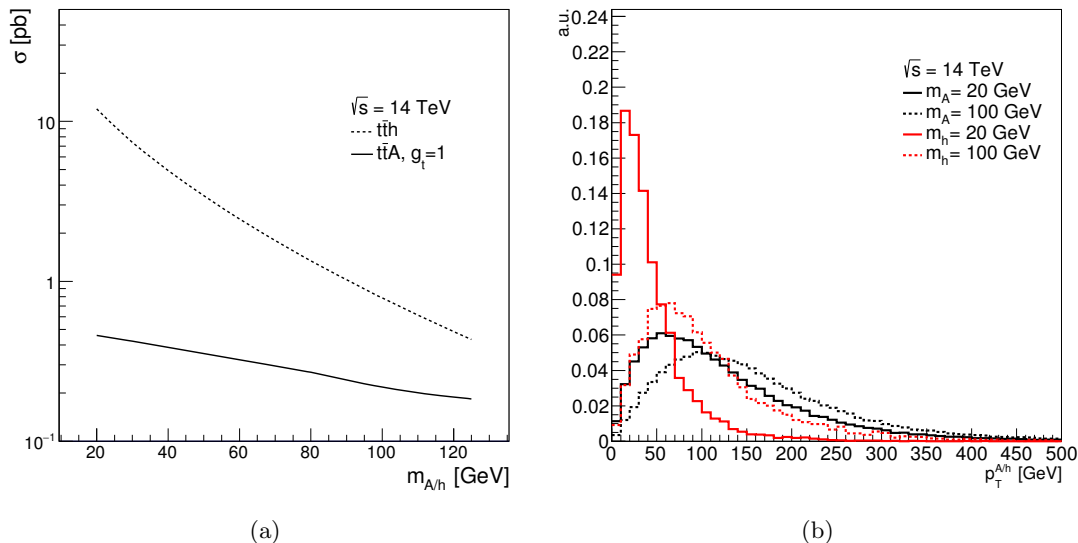 σ [pb]
10
1
10⁻¹
√s = 14 TeV
tt̄h
tt̄A, g_t=1
20 40 60 80 100 120
m_A/h [GeV]
(a)
a.u.
0.24
0.22
0.2
0.18
0.16
0.14
0.12
0.1
0.08
0.06
0.04
0.02
0
√s = 14 TeV
m_A= 20 GeV
m_A= 100 GeV
m_h= 20 GeV
m_h= 100 GeV
0 50 100 150 200 250 300 350 400 450 500
p_T^A/h [GeV]
(b)